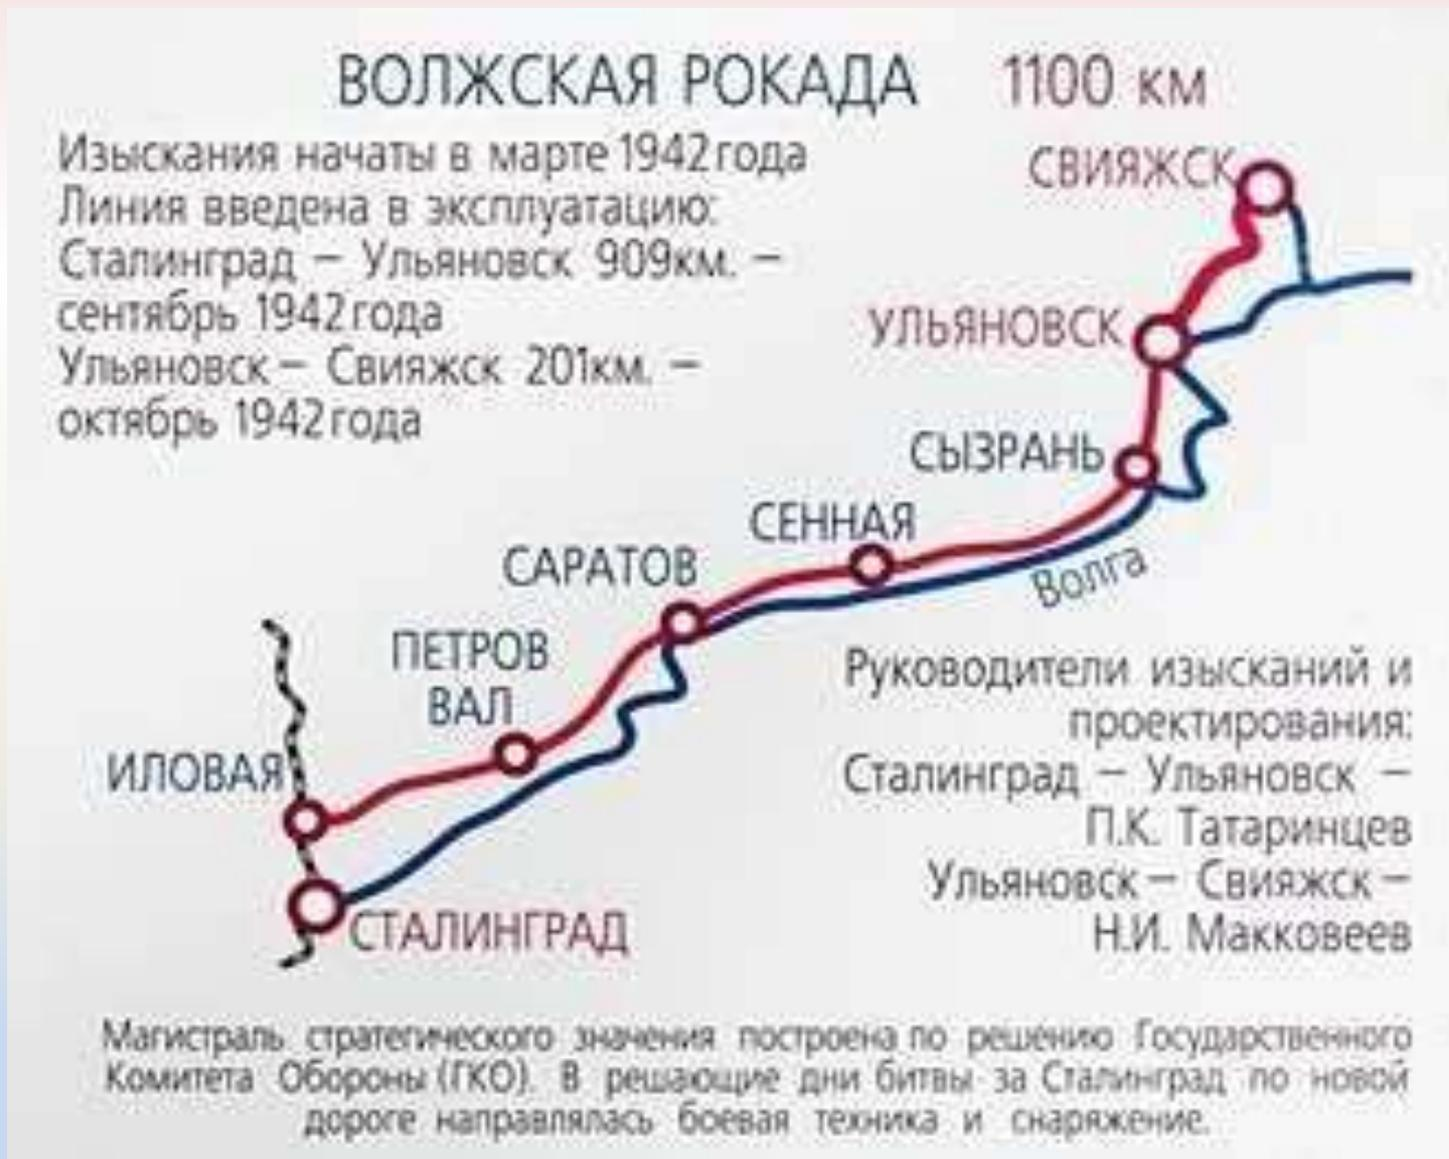 ВОЛЖСКАЯ РОКАДА 1100 км
Изыскания начаты в марте 1942 года
Линия введена в эксплуатацию:
Сталинград – Ульяновск 909км. –
сентябрь 1942 года
Ульяновск – Свияжск 201км. –
октябрь 1942 года
СВИЯЖСК
УЛЬЯНОВСК
СЫЗРАНЬ
СЕННАЯ
САРАТОВ
Волга
ПЕТРОВ
ВАЛ
ИЛОВАЯ
СТАЛИНГРАД
Руководители изысканий и
проектирования:
Сталинград – Ульяновск –
П.К. Татаринцев
Ульяновск – Свияжск –
Н.И. Макковеев
Магистраль стратегического значения построена по решению Государственного
Комитета Обороны (ГКО). В решающие дни битвы за Сталинград по новой
дороге направлялась боевая техника и снаряжение.